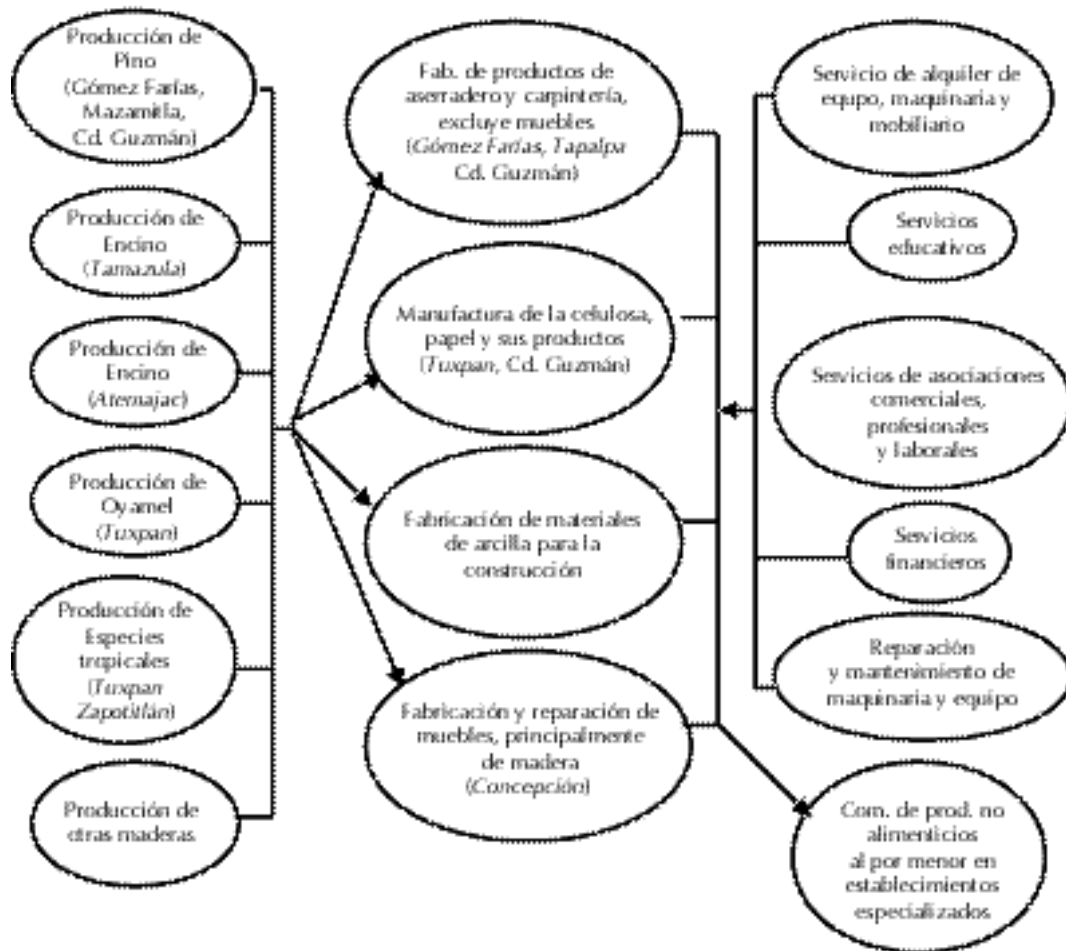 Producción de
Pino
(Gómez Farías,
Mazamitla,
Cd. Guzmán)
Producción de
Encino
(Tamazula)
Producción de
Encino
(Atemajac)
Producción de
Oyamel
(Tuxpan)
Producción de
Especies
tropicales
(Tuxpan
Zapotitlán)
Producción de
otras maderas
Fab. de productos de
aserradero y carpintería,
excluye muebles
(Gómez Farías, Tapalpa
Cd. Guzmán)
Manufactura de la celulosa,
papel y sus productos
(Tuxpan, Cd. Guzmán)
Fabricación de materiales
de arcilla para la
construcción
Fabricación y reparación de
muebles, principalmente
de madera
(Concepción)
Servicio de alquiler de
equpo, maquinaria y
mobiliario
Servicios
educativos
Servicios de asociaciones
comerciales,
profesionales
y laborales
Servicios
financieros
Reparación
y mantenimiento de
maquinaria y equipo
Com. de prod. no
alimenticios
al por menor en
establecimientos
especializados